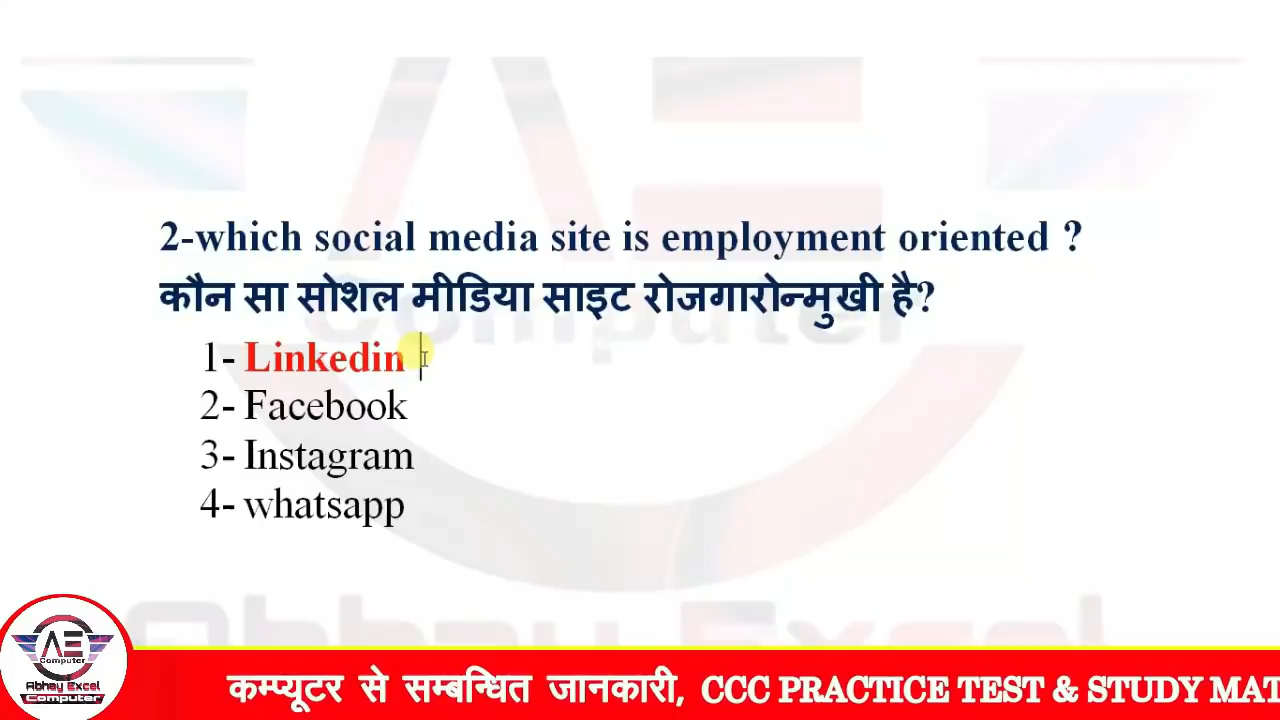 2-which social media site is employment oriented ?
कौन सा सोशल मीडिया साइट रोजगारोन्मुखी है?
1- Linkedin
2- Facebook
3- Instagram
4- whatsapp
AE
Computer
Abhay Excel
Computer
कम्प्यूटर से सम्बन्धित जानकारी, CCC PRACTICE TEST & STUDY MAT